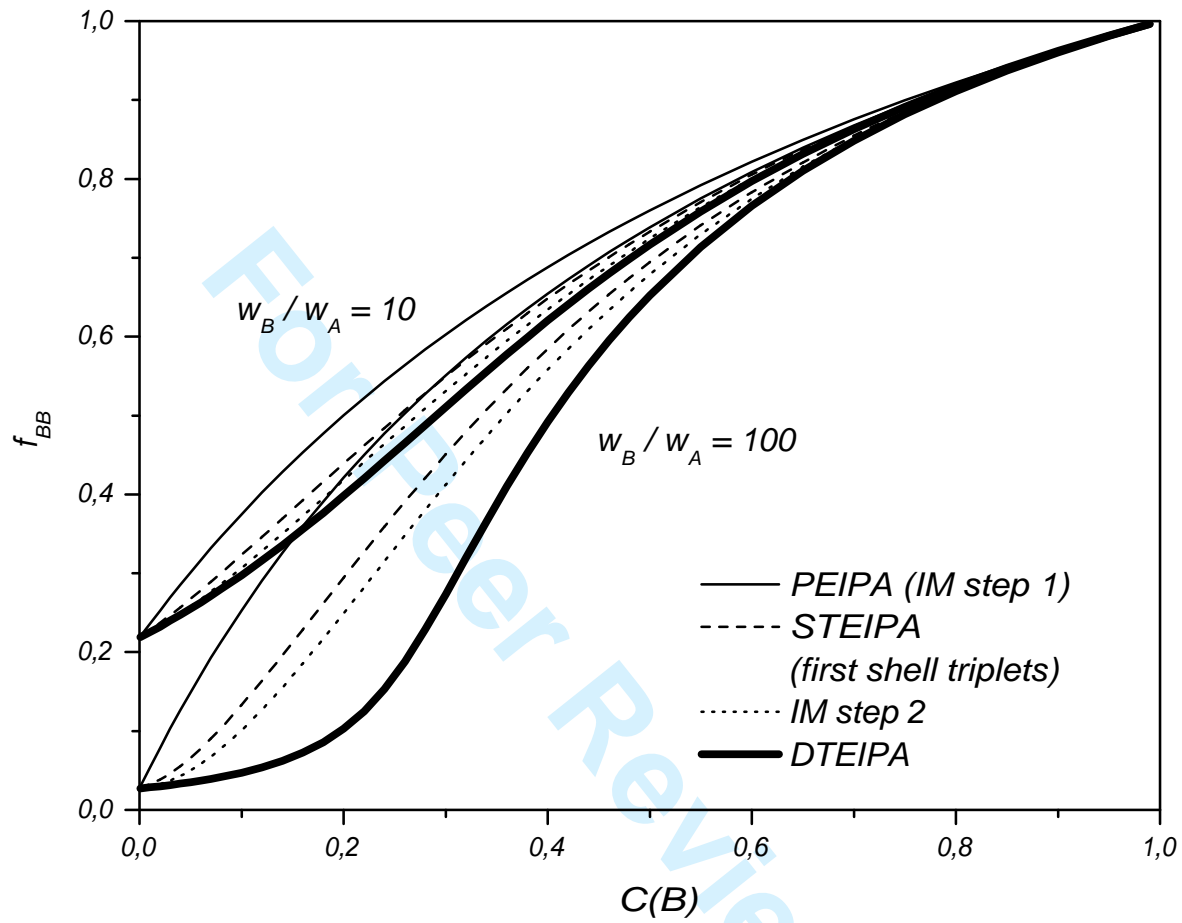 1,0
0,8
0,6
0,4
0,2
0,0
f_BB
w_B / w_A = 10
w_B / w_A = 100
PEIPA (IM step 1)
STEIPA
(first shell triplets)
IM step 2
DTEIPA
0,0 0,2 0,4 0,6 0,8 1,0
C(B)
For Peer Review